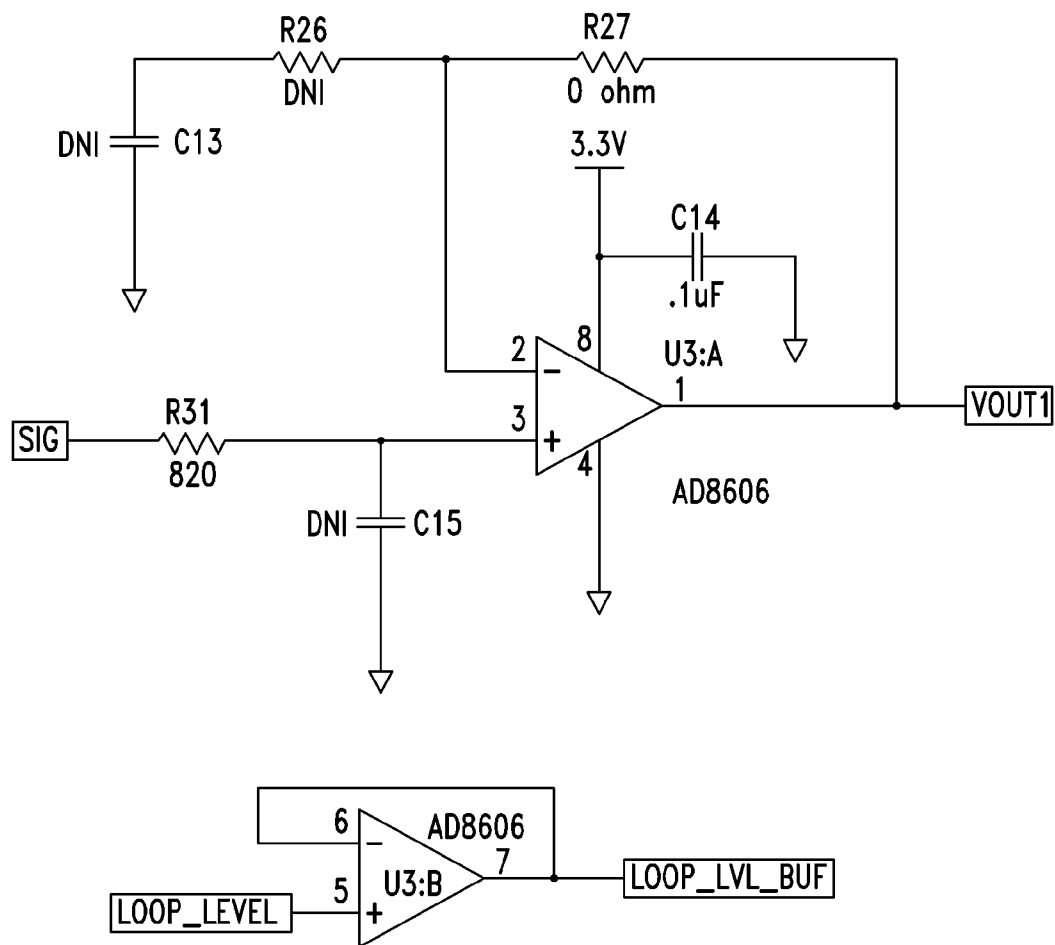 R26
DNI
R27
0 ohm
DNI
C13
3.3V
C14
.1uF
8
2
U3:A
1
VOUT1
SIG
R31
820
3
4
AD8606
DNI
C15
6
AD8606
7
5
U3:B
LOOP_LEVEL
LOOP_LVL_BUF